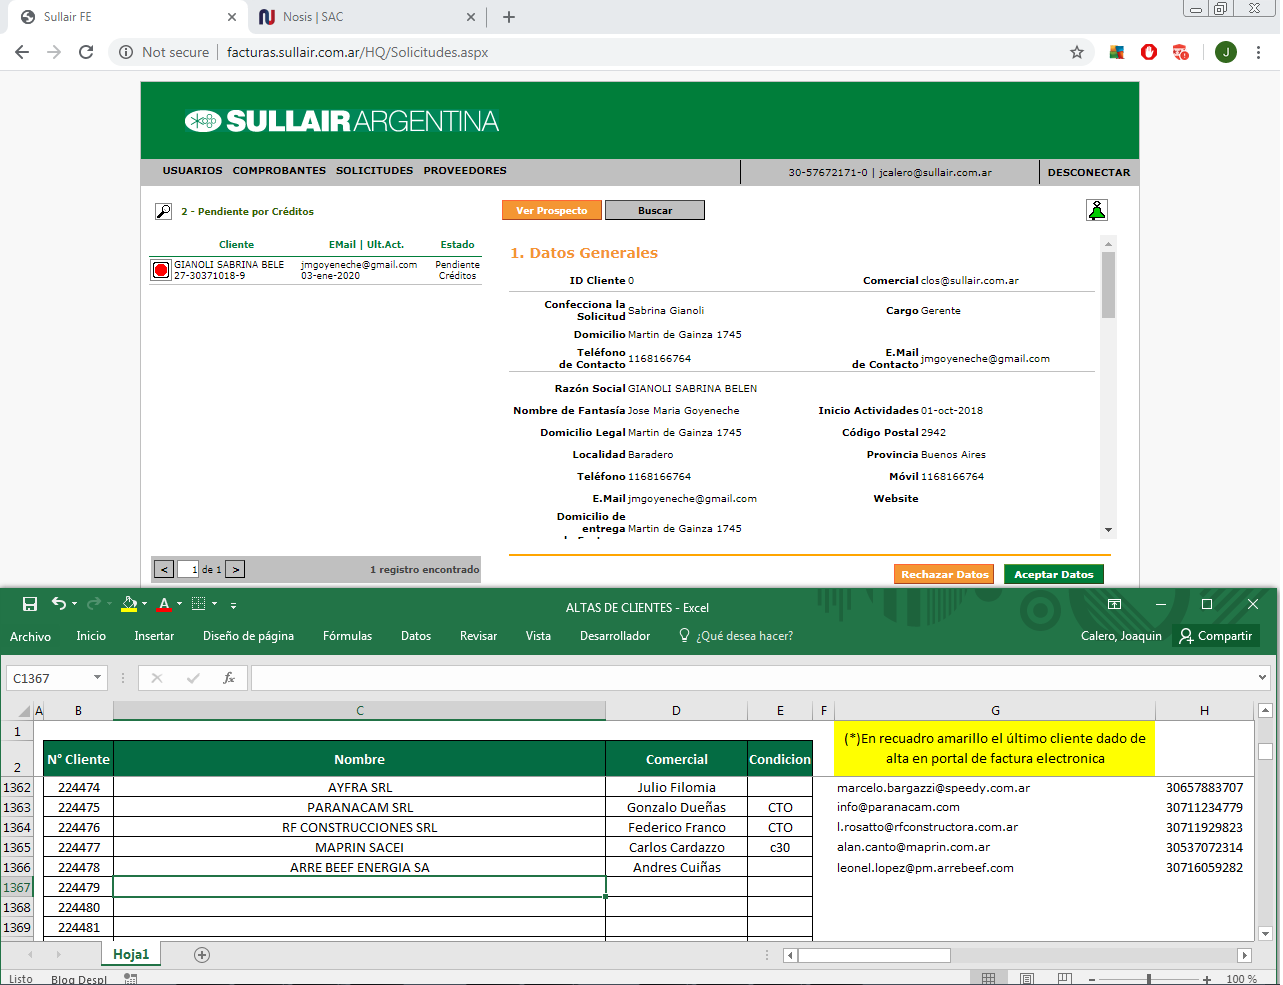 Sullair FE
Nosis | SAC
Not secure
facturas.sullair.com.ar/HQ/Solicitudes.aspx
J
SULLAIR ARGENTINA
USUARIOS COMPROBANTES SOLICITUDES PROVEEDORES
30-57672171-0 | jcalero@sullair.com.ar
DESCONECTAR
2 - Pendiente por Créditos
Ver Prospecto
Buscar
Cliente EMail | Ult.Act. Estado
GIANOLI SABRINA BELE jmgoyeneche@gmail.com Pendiente
27-30371018-9 03-ene-2020 Créditos
1. Datos Generales
ID Cliente 0 Comercial clos@sullair.com.ar
Confecciona la
Solicitud Sabrina Gianoli Cargo Gerente
Domicilio Martin de Gainza 1745
Teléfono
de Contacto 1168166764 E.Mail
de Contacto jmgoyeneche@gmail.com
Razón Social GIANOLI SABRINA BELEN
Nombre de Fantasía Jose Maria Goyeneche Inicio Actividades 01-oct-2018
Domicilio Legal Martin de Gainza 1745 Código Postal 2942
Localidad Baradero Provincia Buenos Aires
Teléfono 1168166764 Móvil 1168166764
E.Mail jmgoyeneche@gmail.com Website
Domicilio de
entrega Martin de Gainza 1745
< 1 de 1 > 1 registro encontrado
Rechazar Datos
Aceptar Datos
ALTAS DE CLIENTES - Excel
Archivo Inicio Insertar Diseño de página Fórmulas Datos Revisar Vista Desarrollador ¿Qué desea hacer? Calero, Joaquin Compartir
C1367 fx
A B C D E F G H
1
2 N° Cliente Nombre Comercial Condicion (*)En recuadro amarillo el último cliente dado de
alta en portal de factura electronica
1362 224474 AYFRA SRL Julio Filomia marcelo.bargazzi@speedy.com.ar 30657883707
1363 224475 PARANACAM SRL Gonzalo Dueñas CTO info@paranacam.com 30711234779
1364 224476 RF CONSTRUCCIONES SRL Federico Franco CTO l.rosatto@rfconstructora.com.ar 30711929823
1365 224477 MAPRIN SACEI Carlos Cardazzo c30 alan.canto@maprin.com.ar 30537072314
1366 224478 ARRE BEEF ENERGIA SA Andres Cuiñas leonel.lopez@pm.arrebeef.com 30716059282
1367 224479
1368 224480
1369 224481
Hoja1
Listo Bloq Despl 100 %